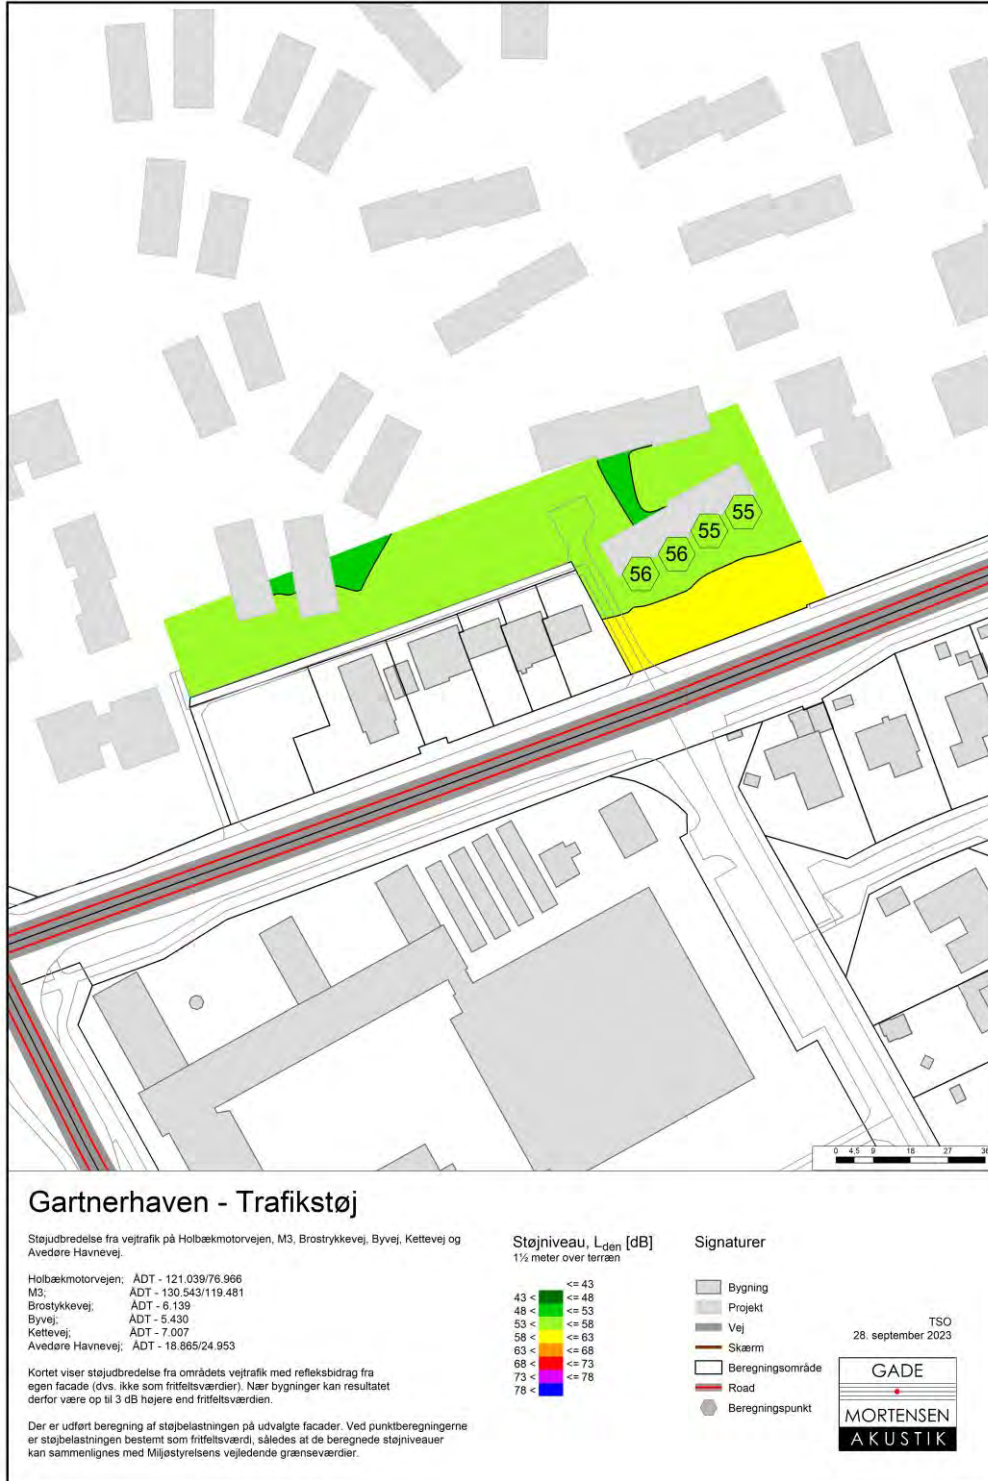 55
55
56
56
0 4,5 9 18 27 36
Gartnerhaven - Trafikstøj
Støjudbredelse fra vejtrafik på Holbækmotorvejen, M3, Brostrykkevej, Byvej, Kettevej og
Avedøre Havnevej.
Holbækmotorvejen; ÅDT - 121.039/76.966
M3; ÅDT - 130.543/119.481
Brostykkevej; ÅDT - 6.139
Byvej; ÅDT - 5.430
Kettevej; ÅDT - 7.007
Avedøre Havnevej; ÅDT - 18.865/24.953
Kortet viser støjudbredelse fra områdets vejtrafik med refleksbidrag fra
egen facade (dvs. ikke som fritfeltsværdier). Nær bygninger kan resultatet
derfor være op til 3 dB højere end fritfeltsværdien.
Der er udført beregning af støjbelastningen på udvalgte facader. Ved punktberegningerne
er støjbelastningen bestemt som fritfeltsværdi, således at de beregnede støjniveauer
kan sammenlignes med Miljøstyrelsens vejledende grænseværdier.
Støjniveau, Lden [dB]
1½ meter over terræn
<= 43
43 < <= 48
48 < <= 53
53 < <= 58
58 < <= 63
63 < <= 68
68 < <= 73
73 < <= 78
78 <
Signaturer
Bygning
Projekt
Vej
Skærm
Beregningsområde
Road
Beregningspunkt
TSO
28. september 2023
GADE
MORTENSEN
AKUSTIK